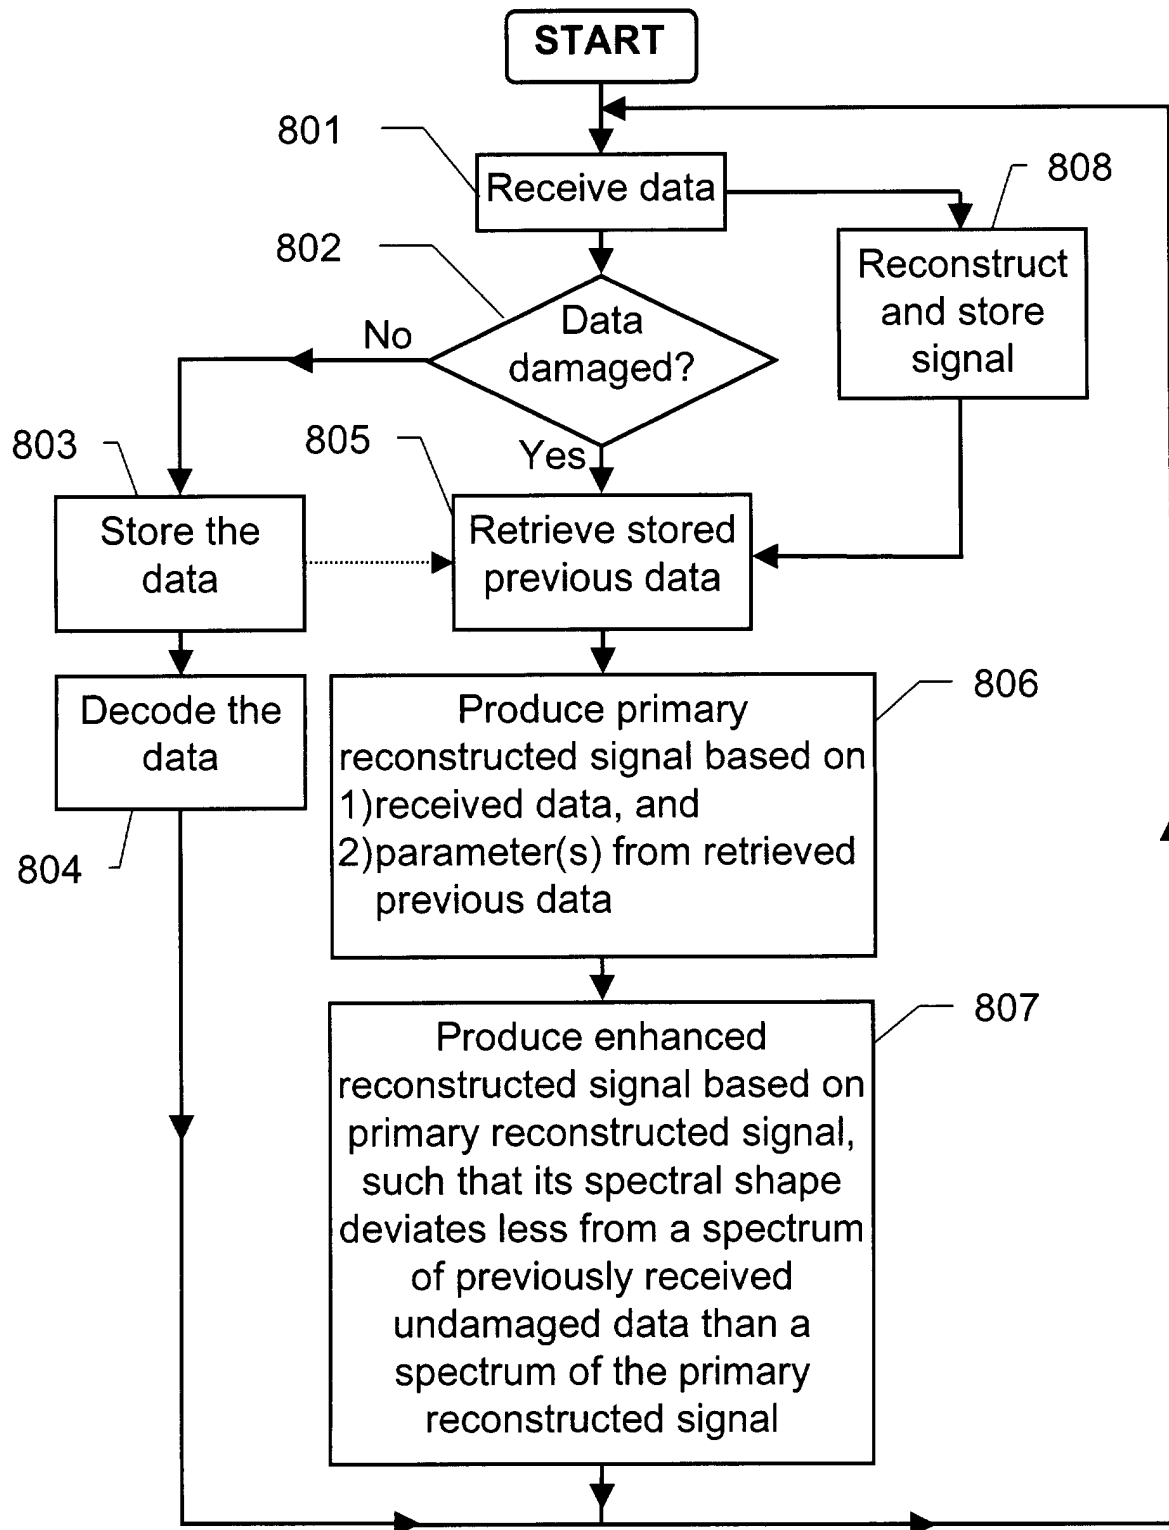 START
801
Receive data
808
802
Reconstruct
and store
signal
Data
damaged?
No
Yes
803
805
Store the
data
Retrieve stored
previous data
Decode the
data
804
806
Produce primary
reconstructed signal based on
1)received data, and
2)parameter(s) from retrieved
previous data
807
Produce enhanced
reconstructed signal based on
primary reconstructed signal,
such that its spectral shape
deviates less from a spectrum
of previously received
undamaged data than a
spectrum of the primary
reconstructed signal